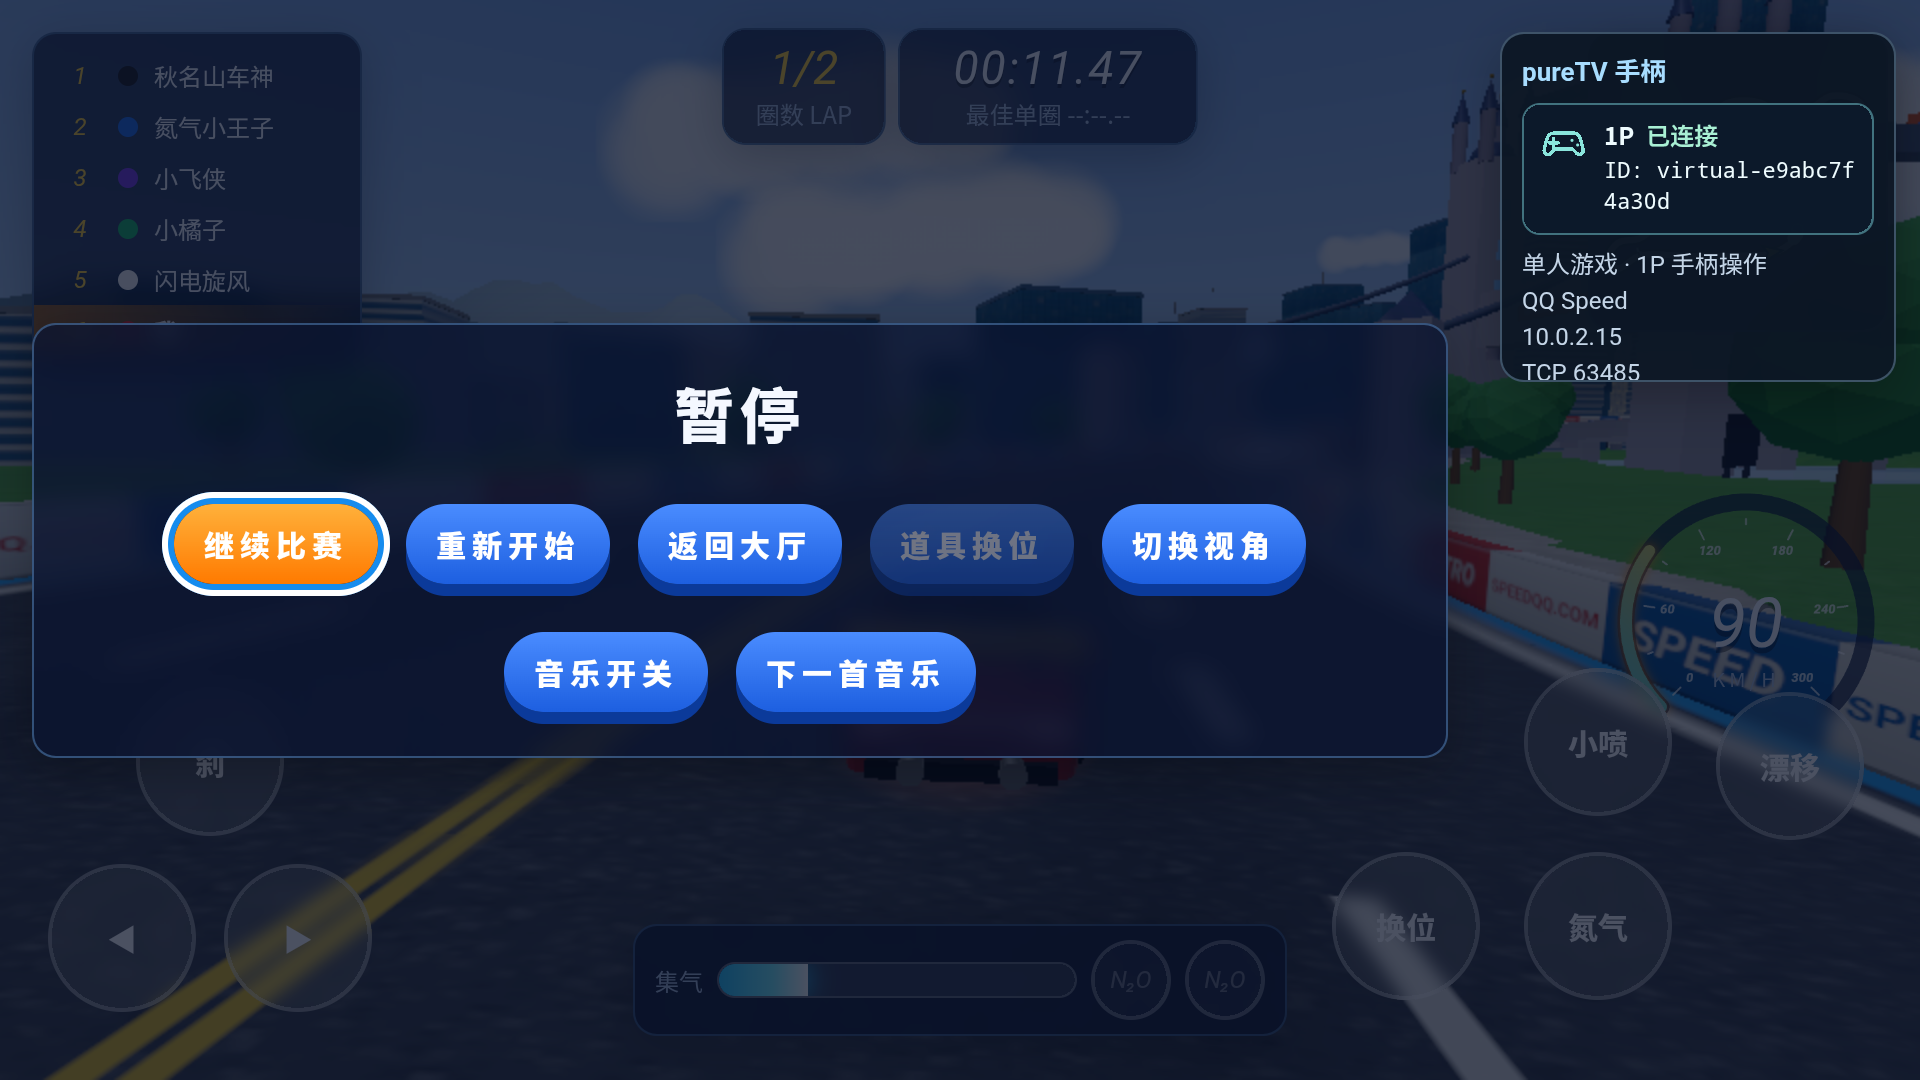 1 秋名山车神
2 氮气小王子
3 小飞侠
4 小橘子
5 闪电旋风
1/2
圈数 LAP
00:11.47
最佳单圈 --:--.--
pureTV 手柄
1P 已连接
ID: virtual-e9abc7f
4a30d
单人游戏 · 1P 手柄操作
QQ Speed
10.0.2.15
TCP 63485
暂停
继续比赛
重新开始
返回大厅
道具换位
切换视角
音乐开关
下一首音乐
120
180
60
240
90
0
KM H
300
SPEEDQQ.COM
SPEED
SPE
刹
小喷
漂移
◀
▶
换位
氮气
集气
N₂O
N₂O